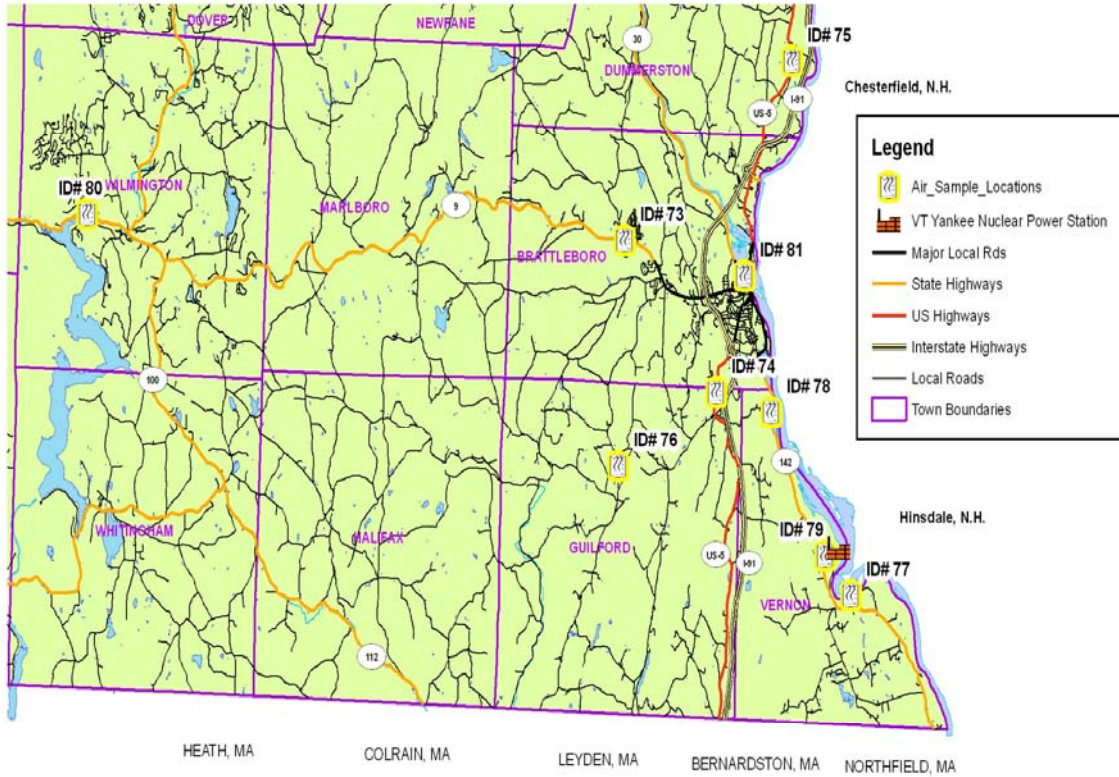 DOVER
NEWFANE
30
ID# 75
DUMMERSTON
Chesterfield, N.H.
I-91
US-5
Legend
Air_Sample_Locations
VT Yankee Nuclear Power Station
Major Local Rds
State Highways
US Highways
Interstate Highways
Local Roads
Town Boundaries
ID# 80
WILMINGTON
MARLBORO
9
ID# 73
BRATTLEBORO
ID# 81
100
ID# 74
ID# 78
ID# 76
142
Hinsdale, N.H.
WHITINGHAM
HALIFAX
GUILFORD
US-5
I-91
ID# 79
ID# 77
VERNON
112
HEATH, MA
COLRAIN, MA
LEYDEN, MA
BERNARDSTON, MA
NORTHFIELD, MA